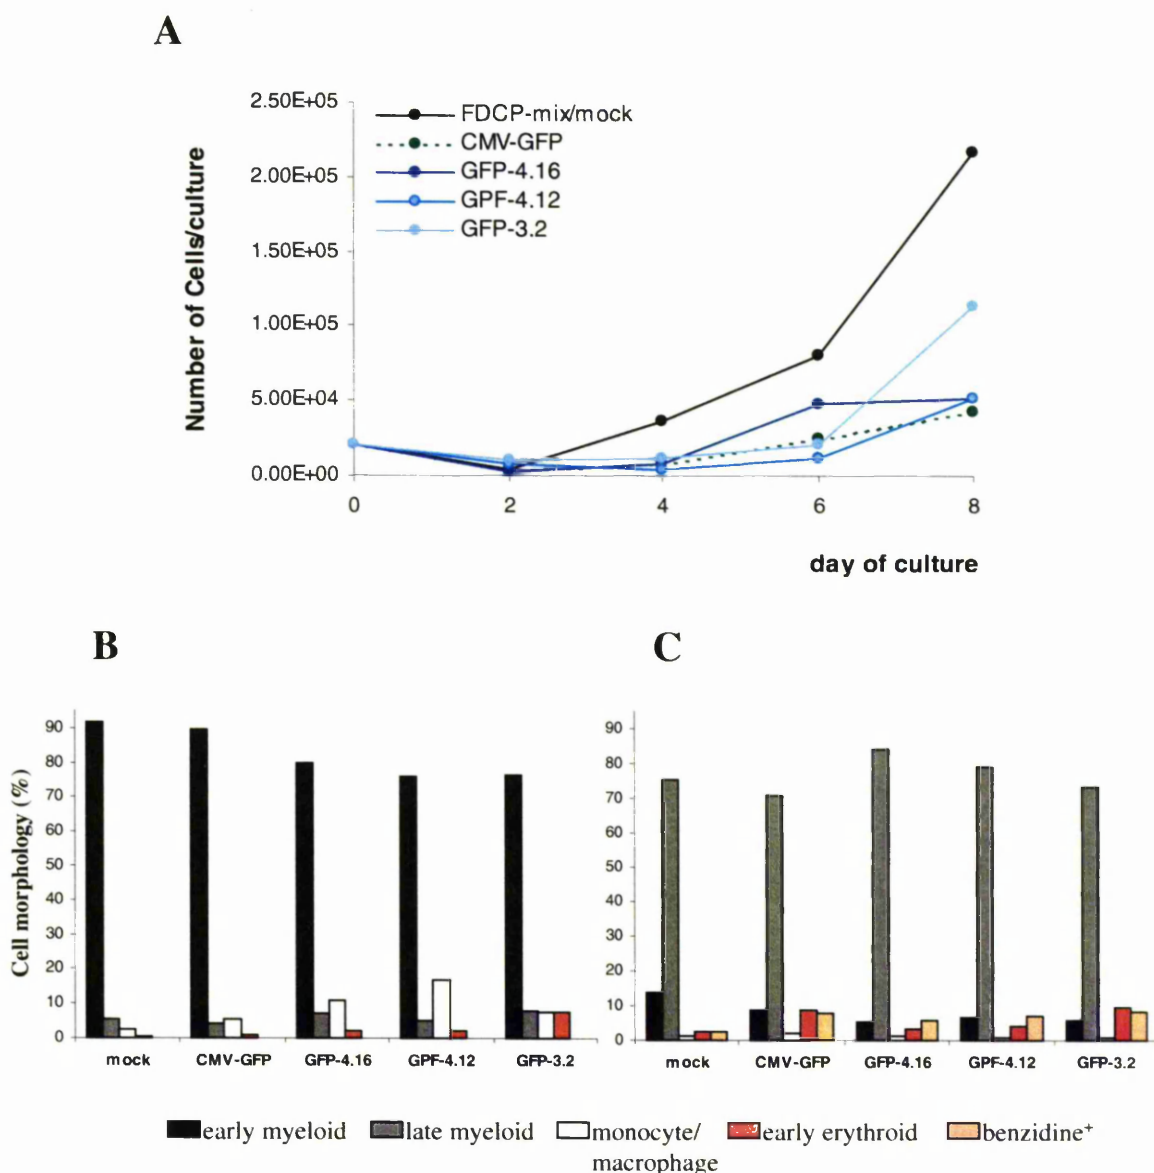 A
2.50E+05
2.00E+05
1.50E+05
1.00E+05
5.00E+04
0.00E+00
Number of Cells/culture
FDCP-mix/mock
CMV-GFP
GFP-4.16
GPF-4.12
GFP-3.2
0 2 4 6 8
day of culture
B
90
80
70
60
50
40
30
20
10
0
Cell morphology (%)
mock CMV-GFP GFP-4.16 GPF-4.12 GFP-3.2
C
90
80
70
60
50
40
30
20
10
0
mock CMV-GFP GFP-4.16 GPF-4.12 GFP-3.2
early myeloid late myeloid monocyte/ early erythroid benzidine⁺
macrophage